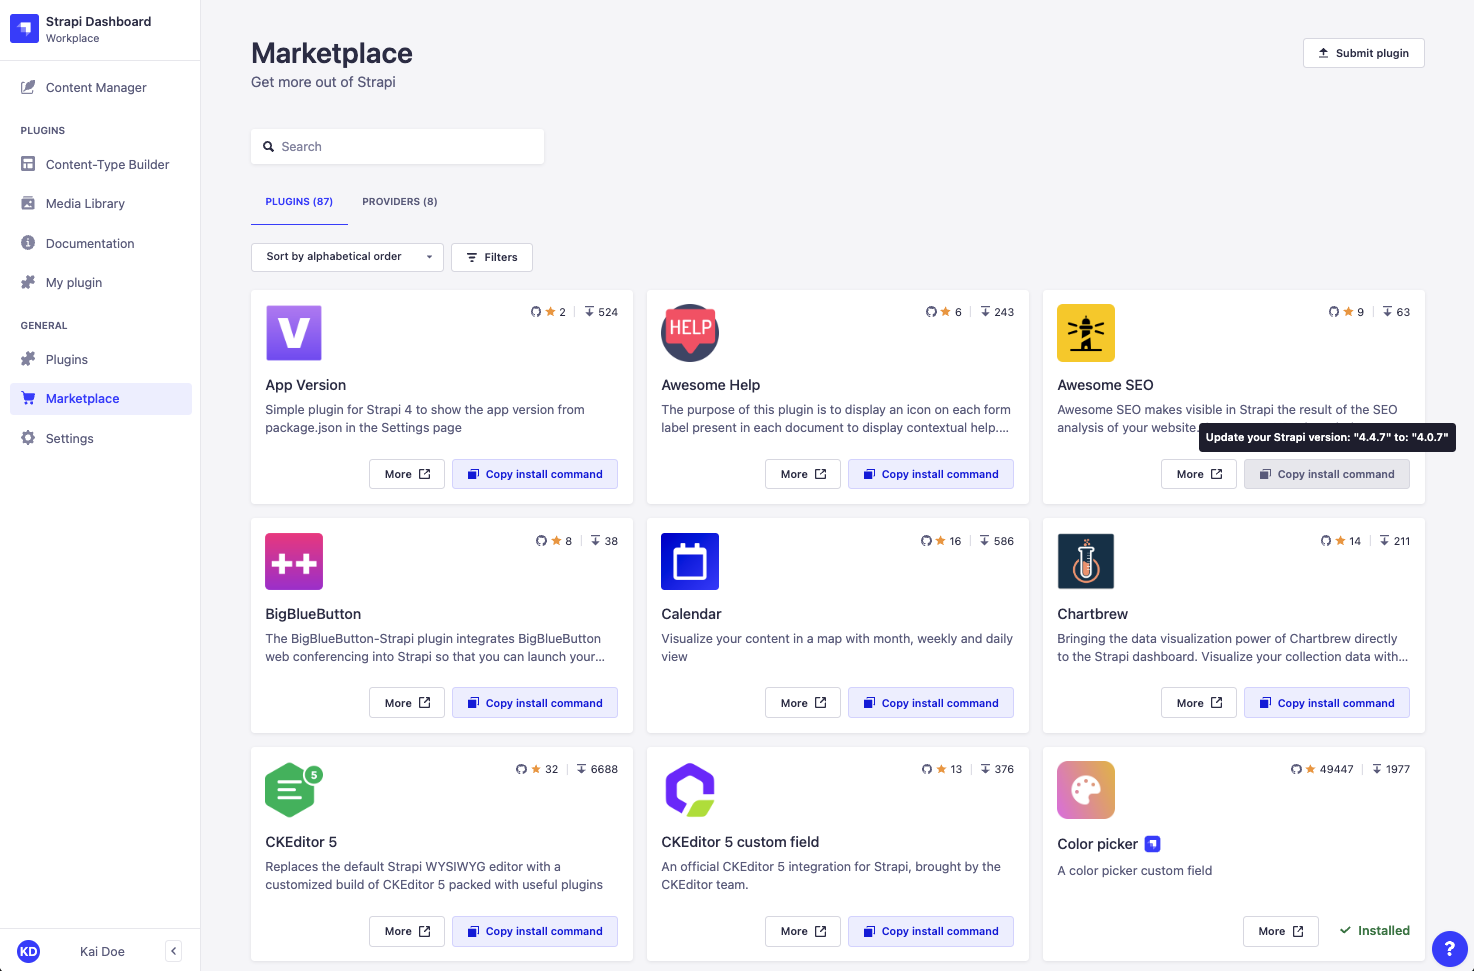 Strapi Dashboard
Workplace
Content Manager
PLUGINS
Content-Type Builder
Media Library
Documentation
My plugin
GENERAL
Plugins
Marketplace
Settings
KD
Kai Doe
Marketplace
Get more out of Strapi
Submit plugin
Search
PLUGINS (87)
PROVIDERS (8)
Sort by alphabetical order
Filters
V
2
524
App Version
Simple plugin for Strapi 4 to show the app version from
package.json in the Settings page
More
Copy install command
HELP
6
243
Awesome Help
The purpose of this plugin is to display an icon on each form
label present in each document to display contextual help....
More
Copy install command
9
63
Awesome SEO
Awesome SEO makes visible in Strapi the result of the SEO
analysis of your website.
Update your Strapi version: "4.4.7" to: "4.0.7"
More
Copy install command
++
8
38
BigBlueButton
The BigBlueButton-Strapi plugin integrates BigBlueButton
web conferencing into Strapi so that you can launch your...
More
Copy install command
16
586
Calendar
Visualize your content in a map with month, weekly and daily
view
More
Copy install command
14
211
Chartbrew
Bringing the data visualization power of Chartbrew directly
to the Strapi dashboard. Visualize your collection data with...
More
Copy install command
5
32
6688
CKEditor 5
Replaces the default Strapi WYSIWYG editor with a
customized build of CKEditor 5 packed with useful plugins
More
Copy install command
13
376
CKEditor 5 custom field
An official CKEditor 5 integration for Strapi, brought by the
CKEditor team.
More
Copy install command
49447
1977
Color picker
A color picker custom field
More
Installed
?